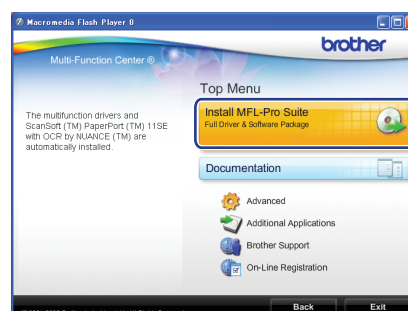 Macromedia Flash Player 8
brother
Multi-Function Center ®
Top Menu
Install MFL-Pro Suite
Full Driver & Software Package
The multifunction drivers and
ScanSoft (TM) PaperPort (TM) 11SE
with OCR by NUANCE (TM) are
automatically installed.
Documentation
Advanced
Additional Applications
Brother Support
On-Line Registration
Back
Exit